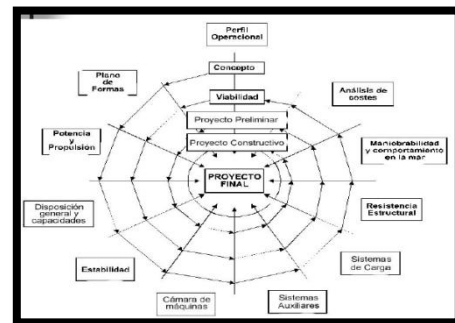 Perfil
Operacional
Concepto
Plano
de
Formas
Viabilidad
Análisis de
costes
Proyecto Preliminar
Potencia
y
Propulsión
Proyecto Constructivo
Maniobrabilidad
y comportamiento
en la mar
PROYECTO
FINAL
Disposición
general y
capacidades
Resistencia
Estructural
Estabilidad
Sistemas
de Carga
Cámara de
máquinas
Sistemas
Auxiliares